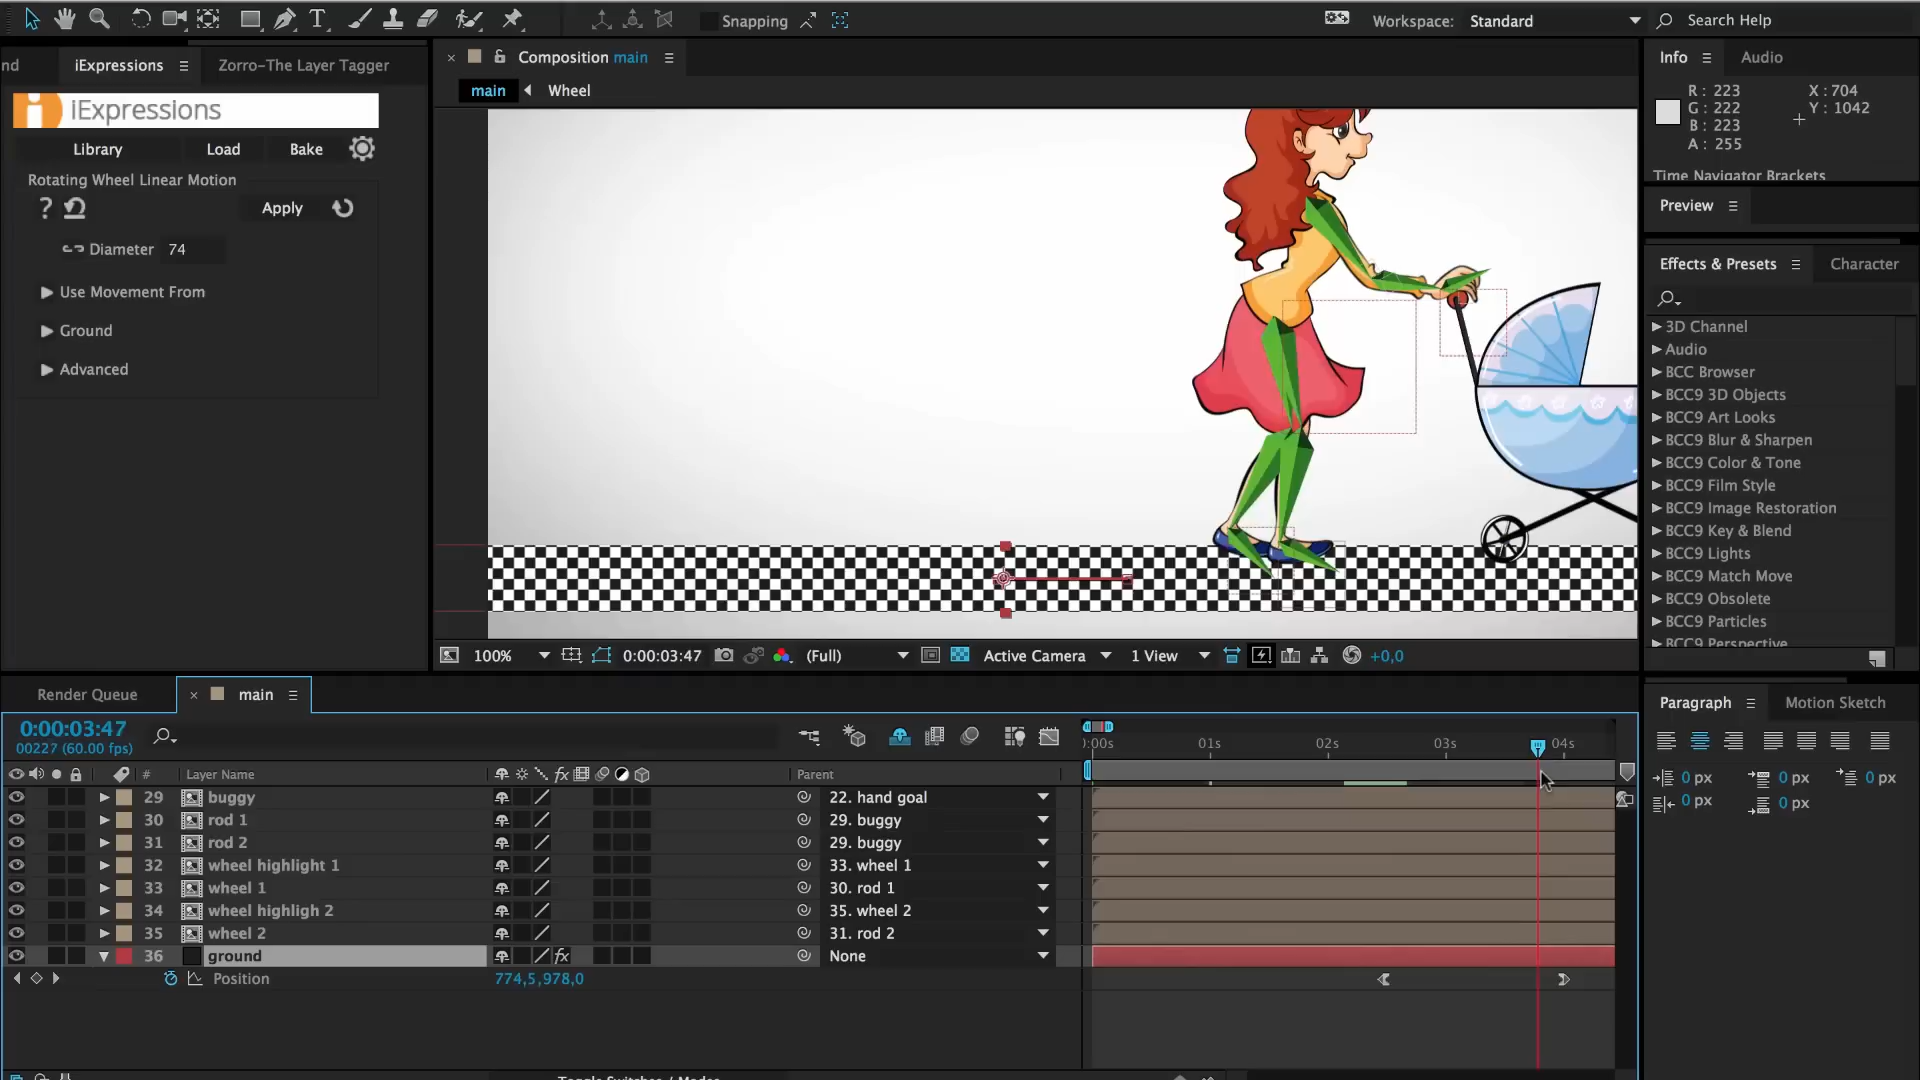 Snapping
Workspace: Standard
Search Help
nd
iExpressions
Zorro-The Layer Tagger
Composition main
Info
Audio
main
Wheel
R: 223
G: 222
B: 223
A: 255
X: 704
Y: 1042
iExpressions
Library
Load
Bake
Time Navigator Brackets
Rotating Wheel Linear Motion
Preview
? Apply
Diameter 74
Effects & Presets
Character
Use Movement From
Ground
Advanced
3D Channel
Audio
BCC Browser
BCC9 3D Objects
BCC9 Art Looks
BCC9 Blur & Sharpen
BCC9 Color & Tone
BCC9 Film Style
BCC9 Image Restoration
BCC9 Key & Blend
BCC9 Lights
BCC9 Match Move
BCC9 Obsolete
BCC9 Particles
BCC9 Perspective
100%
0:00:03:47
(Full)
Active Camera
1 View
+0,0
Render Queue
main
Paragraph
Motion Sketch
0:00:03:47
00227 (60.00 fps)
):00s
01s
02s
03s
04s
# Layer Name
fx
Parent
0 px
0 px
0 px
0 px
0 px
29 buggy 22. hand goal
30 rod 1 29. buggy
31 rod 2 29. buggy
32 wheel highlight 1 33. wheel 1
33 wheel 1 30. rod 1
34 wheel highligh 2 35. wheel 2
35 wheel 2 31. rod 2
36 ground fx None
Position 774,5,978,0
Toggle Switches / Modes